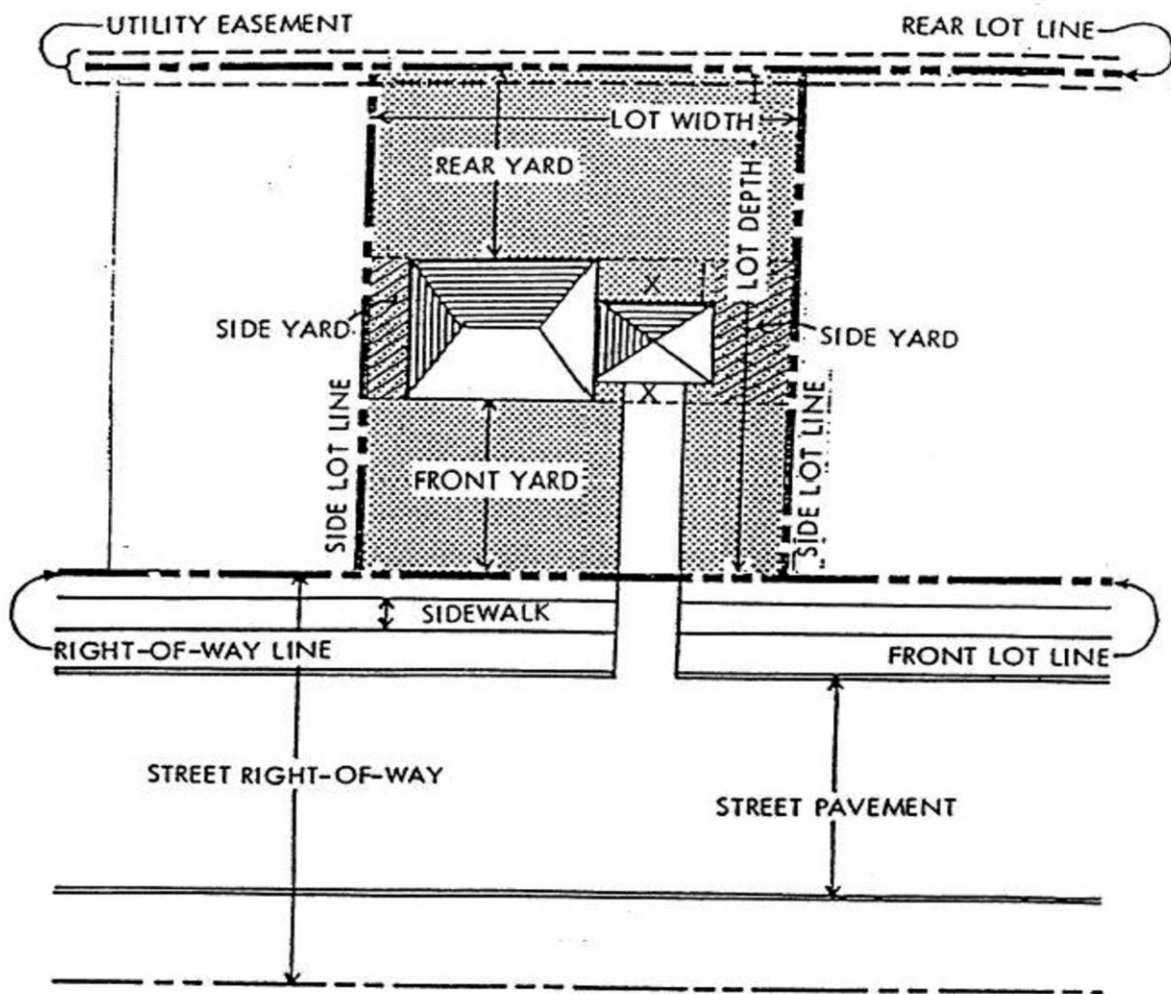 UTILITY EASEMENT
REAR LOT LINE
LOT WIDTH
REAR YARD
LOT DEPTH
X
SIDE YARD
SIDE YARD
X
SIDE LOT LINE
FRONT YARD
SIDE LOT LINE
SIDEWALK
RIGHT-OF-WAY LINE
FRONT LOT LINE
STREET RIGHT-OF-WAY
STREET PAVEMENT